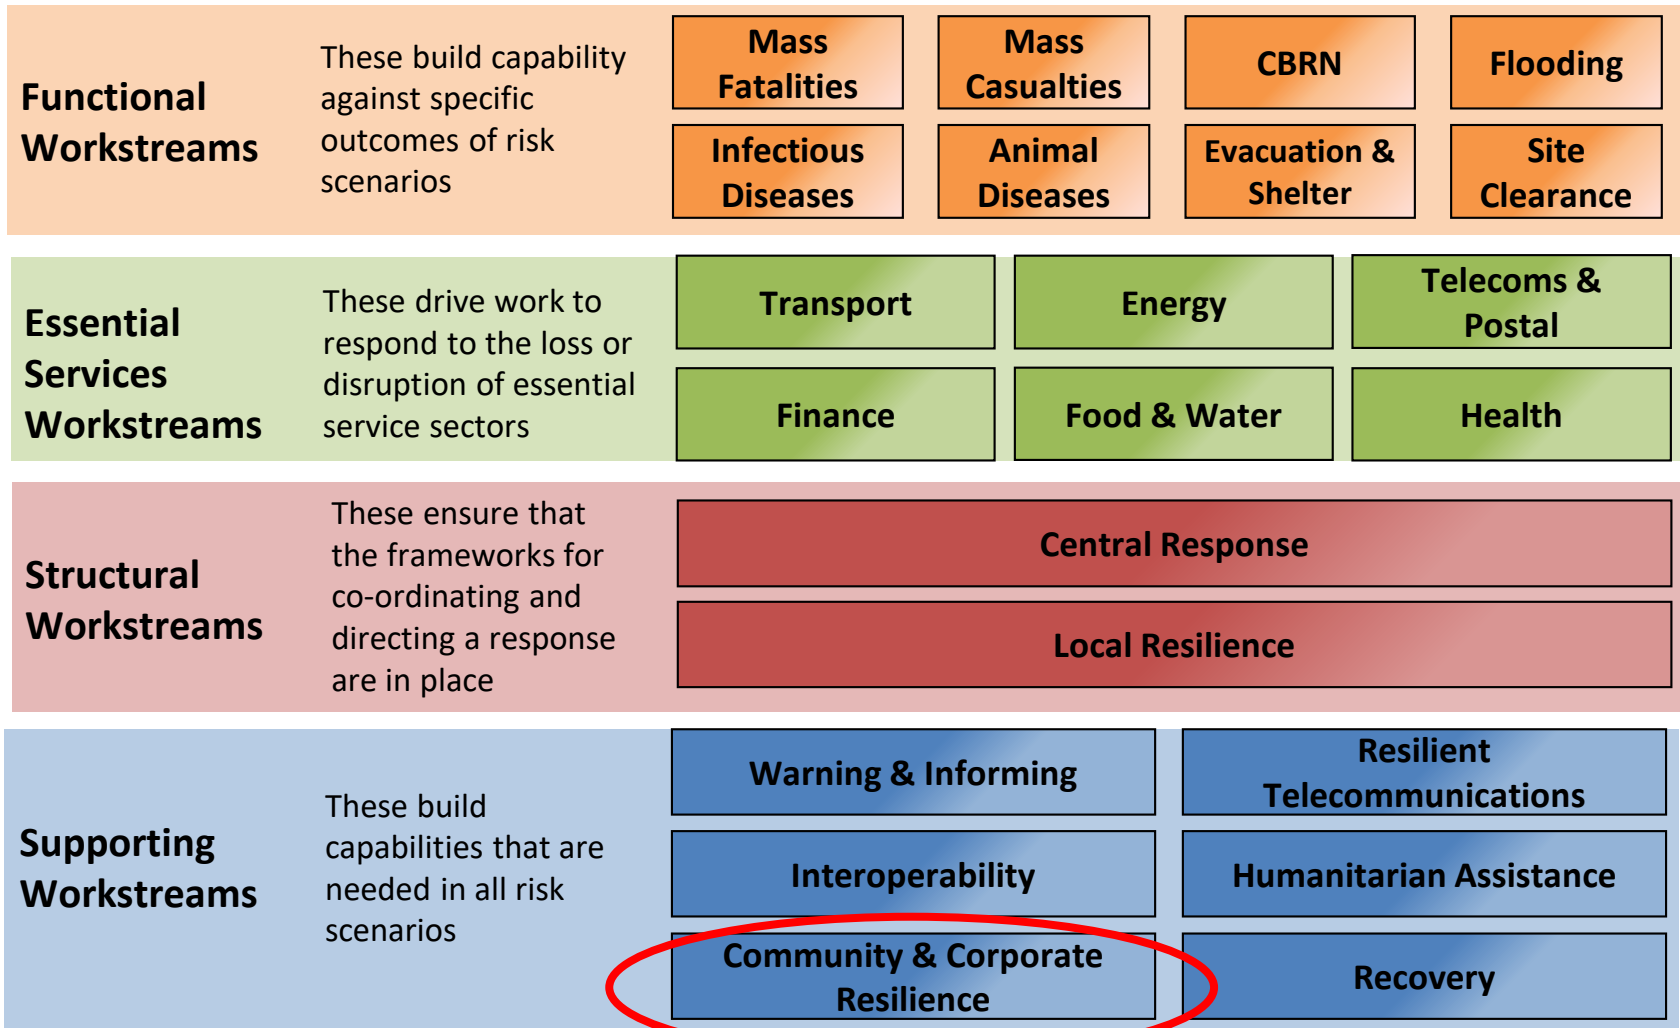 Functional
Workstreams
These build capability
against specific
outcomes of risk
scenarios
Mass
Fatalities
Mass
Casualties
CBRN
Flooding
Infectious
Diseases
Animal
Diseases
Evacuation &
Shelter
Site
Clearance
Essential
Services
Workstreams
These drive work to
respond to the loss or
disruption of essential
service sectors
Transport
Energy
Telecoms &
Postal
Finance
Food & Water
Health
Structural
Workstreams
These ensure that
the frameworks for
co-ordinating and
directing a response
are in place
Central Response
Local Resilience
Supporting
Workstreams
These build
capabilities that are
needed in all risk
scenarios
Warning & Informing
Resilient
Telecommunications
Interoperability
Humanitarian Assistance
Community & Corporate
Resilience
Recovery